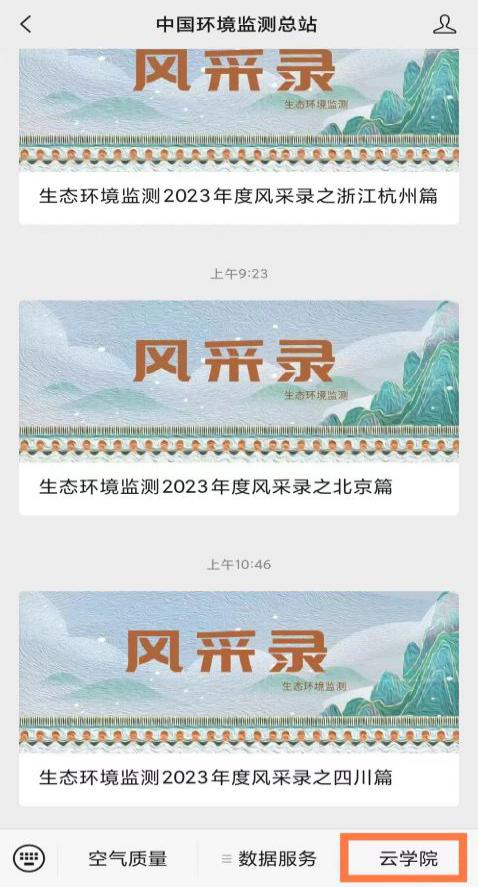 中国环境监测总站
风采录
生态环境监测
生态环境监测2023年度风采录之浙江杭州篇
上午9:23
风采录
生态环境监测
生态环境监测2023年度风采录之北京篇
上午10:46
风采录
生态环境监测
生态环境监测2023年度风采录之四川篇
空气质量 数据服务 云学院